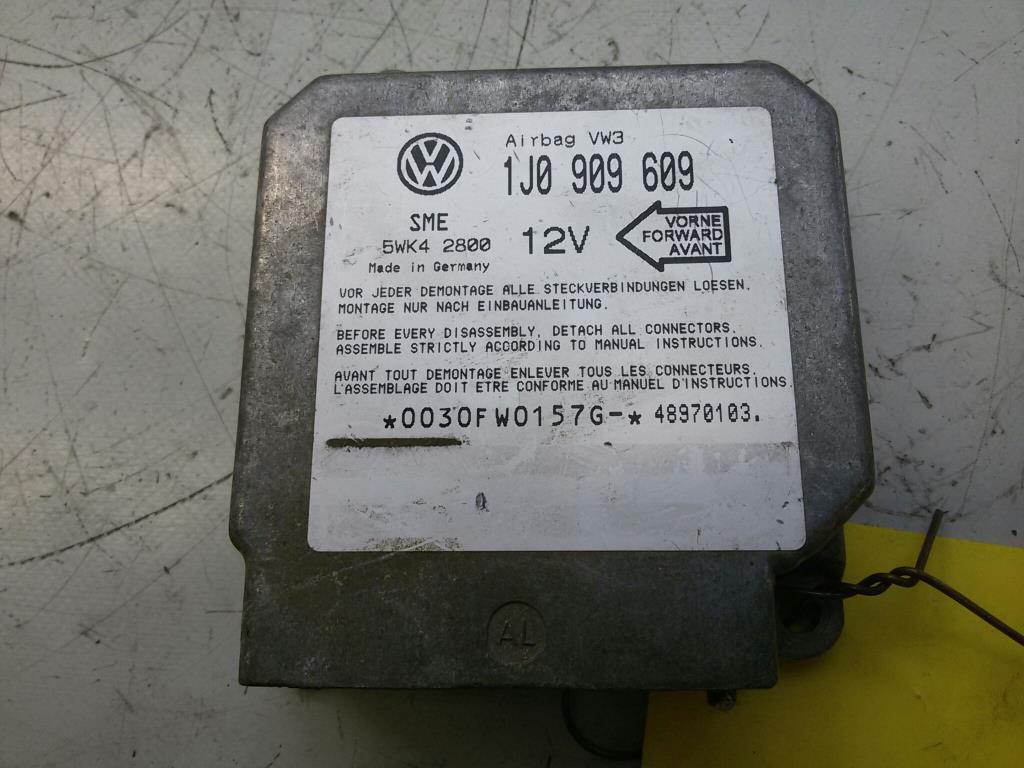 Airbag VW3
1J0 909 609
SME
5WK4 2800
Made in Germany
12V
VORNE
FORWARD
AVANT
VOR JEDER DEMONTAGE ALLE STECKVERBINDUNGEN LOESEN.
MONTAGE NUR NACH EINBAUANLEITUNG.
BEFORE EVERY DISASSEMBLY, DETACH ALL CONNECTORS.
ASSEMBLE STRICTLY ACCORDING TO MANUAL INSTRUCTIONS.
AVANT TOUT DEMONTAGE ENLEVER TOUS LES CONNECTEURS.
L'ASSEMBLAGE DOIT ETRE CONFORME AU MANUEL D'INSTRUCTIONS.
*0030FW0157G-* 48970103.
AL